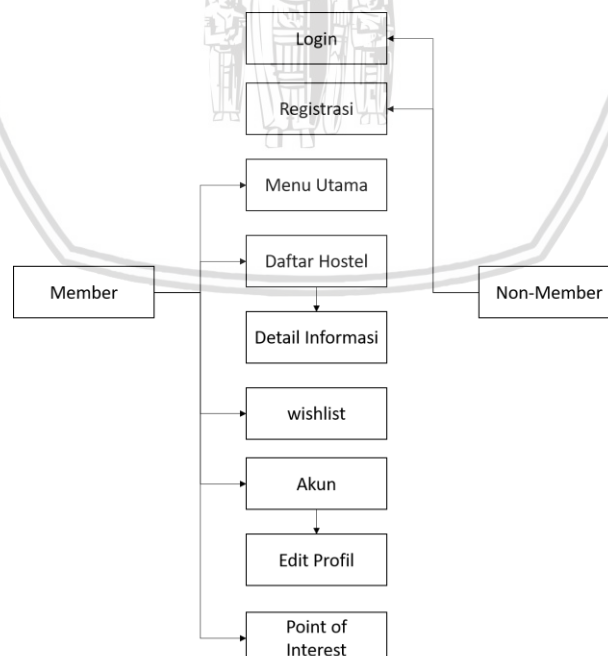 Login
Registrasi
Menu Utama
Daftar Hostel
Member
Non-Member
Detail Informasi
wishlist
Akun
Edit Profil
Point of
Interest